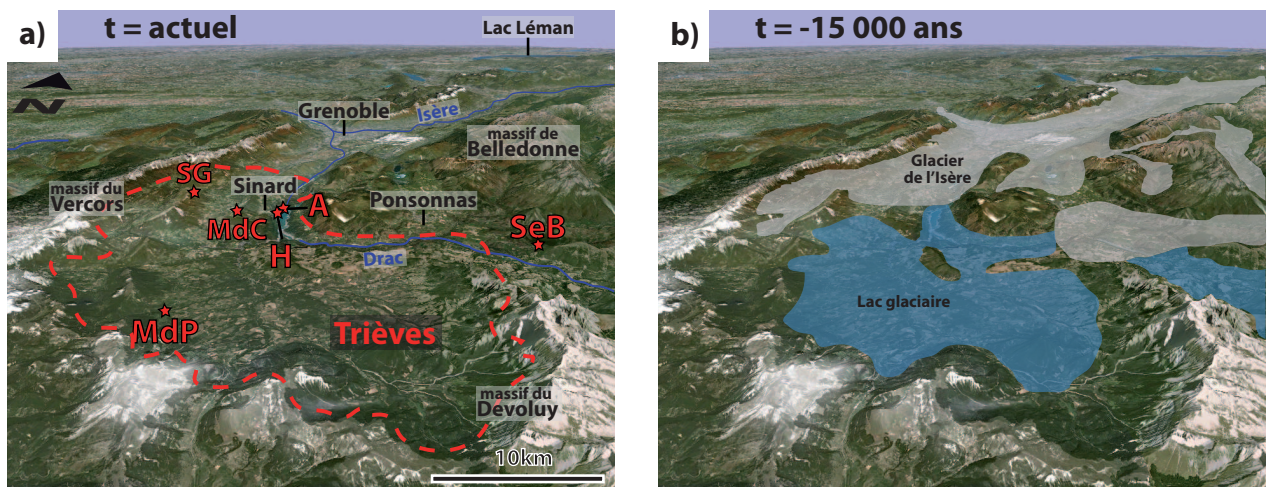 a)
t = actuel
Lac Léman
N
Grenoble
Isère
massif de
Belledonne
massif du
Vercors
SG
Sinard
A
Ponsonnas
MdC
SeB
H
Drac
MdP
Trièves
massif du
Dévoluy
10km
b)
t = -15 000 ans
Glacier
de l'Isère
Lac glaciaire